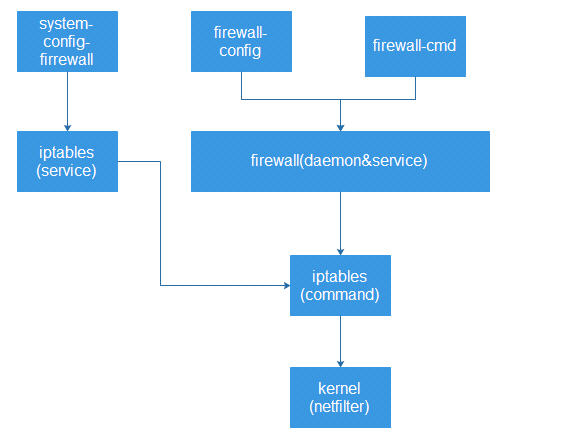 system-
config-
firrewall
firewall-
config
firewall-cmd
iptables
(service)
firewall(daemon&service)
iptables
(command)
kernel
(netfilter)